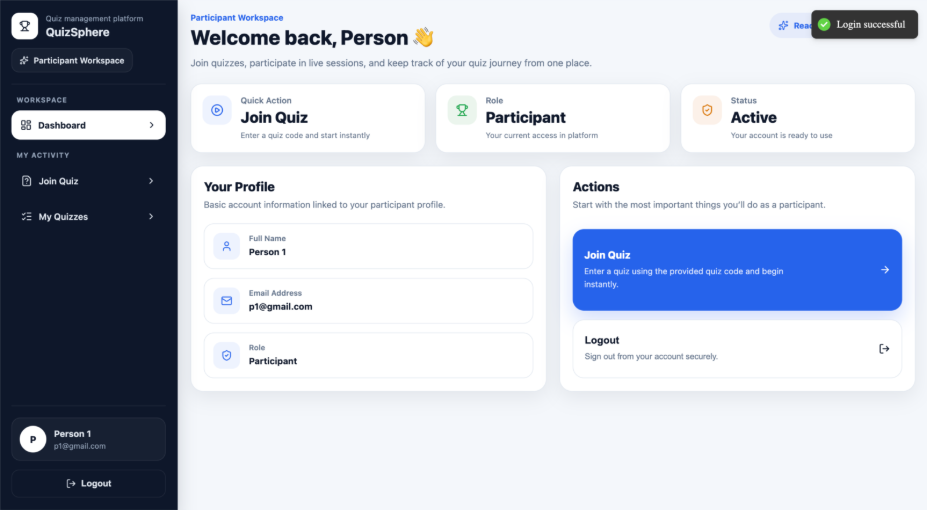 Quiz management platform
QuizSphere
Participant Workspace
WORKSPACE
Dashboard
MY ACTIVITY
Join Quiz
My Quizzes
P
Person 1
p1@gmail.com
Logout
Participant Workspace
Welcome back, Person 👋
Join quizzes, participate in live sessions, and keep track of your quiz journey from one place.
Login successful
Quick Action
Join Quiz
Enter a quiz code and start instantly
Role
Participant
Your current access in platform
Status
Active
Your account is ready to use
Your Profile
Basic account information linked to your participant profile.
Full Name
Person 1
Email Address
p1@gmail.com
Role
Participant
Actions
Start with the most important things you'll do as a participant.
Join Quiz
Enter a quiz using the provided quiz code and begin
instantly.
Logout
Sign out from your account securely.